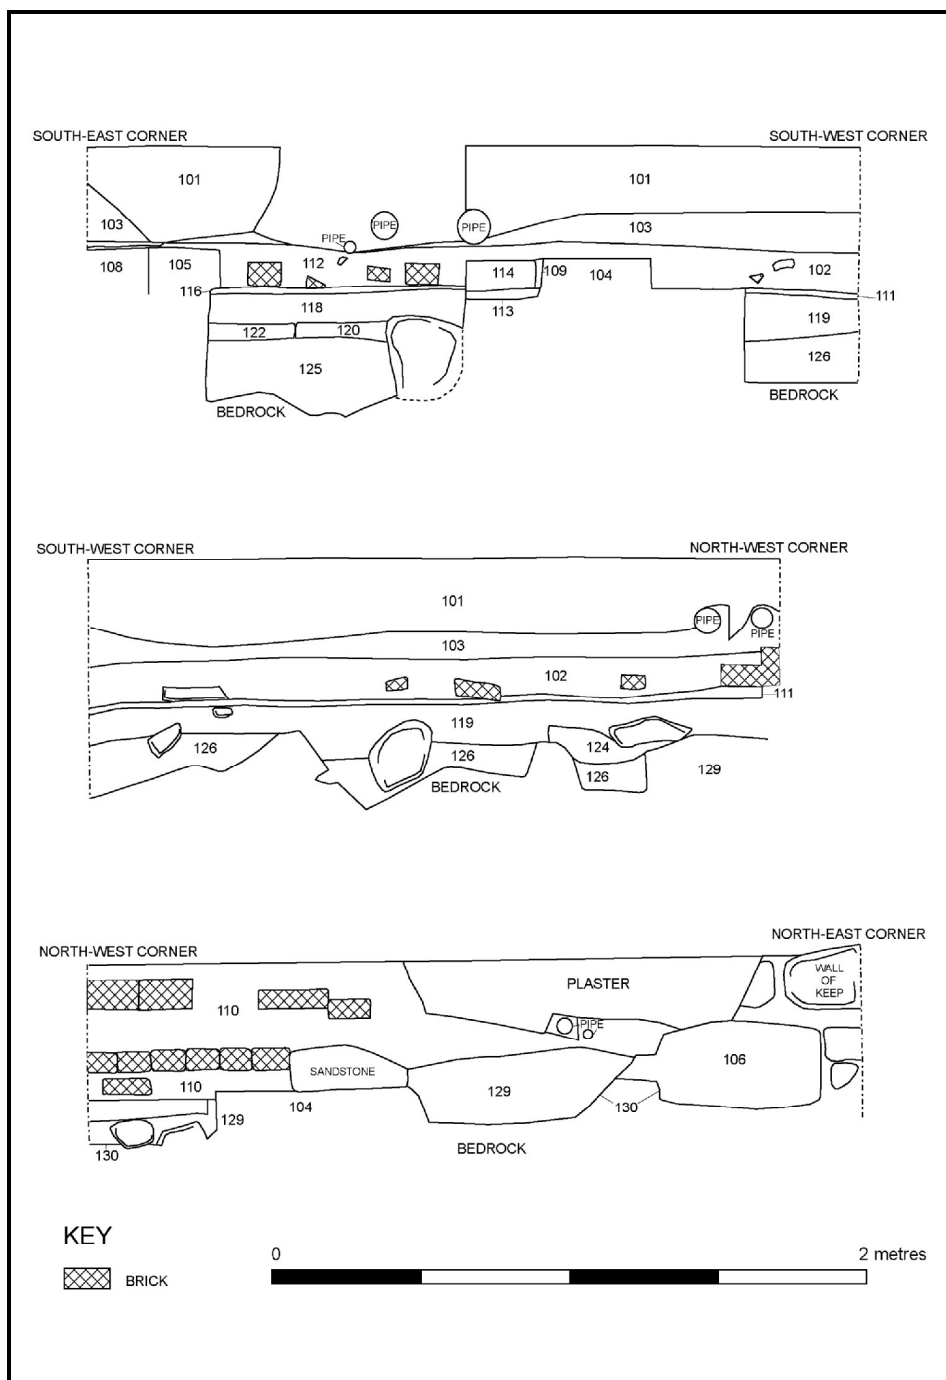 SOUTH-EAST CORNER
SOUTH-WEST CORNER
101
101
103
PIPE
PIPE
103
PIPE
108
105
112
114
109
104
102
116
111
118
113
122
120
119
125
126
BEDROCK
BEDROCK
SOUTH-WEST CORNER
NORTH-WEST CORNER
101
PIPE
PIPE
103
102
111
119
126
126
124
126
129
BEDROCK
NORTH-WEST CORNER
NORTH-EAST CORNER
PLASTER
WALL
OF
KEEP
110
PIPE
106
SANDSTONE
110
129
104
129
130
130
BEDROCK
KEY
BRICK
0
2 metres